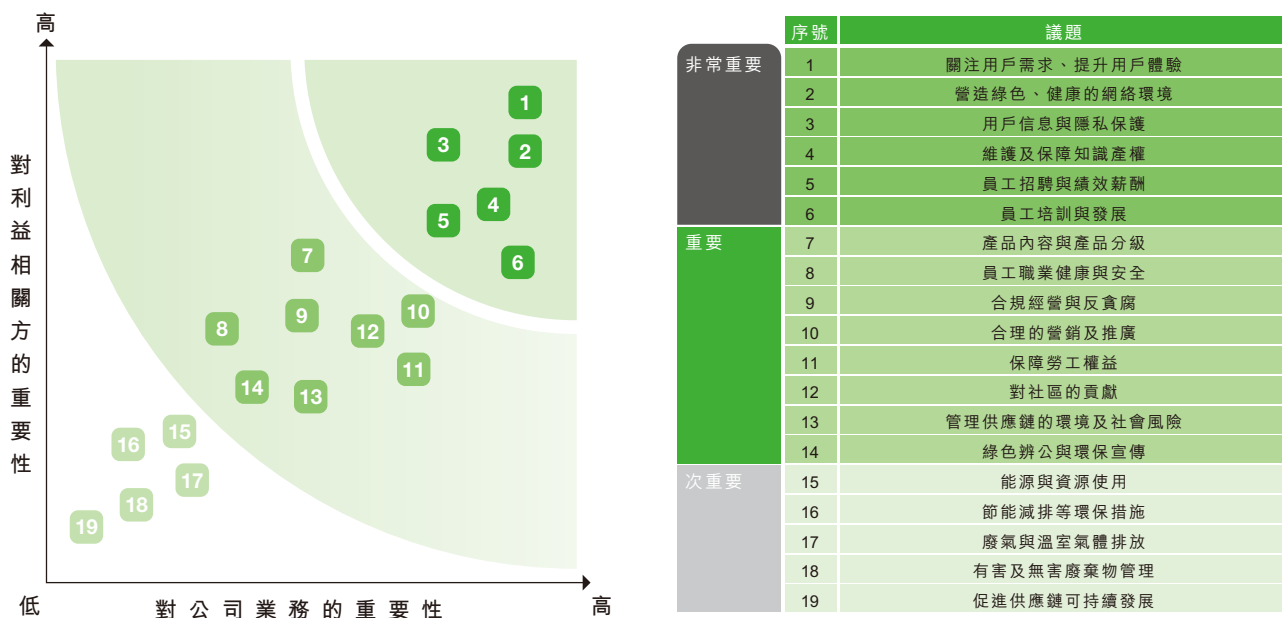 高
對利益相關方的重要性
1
3
2
4
5
6
7
10
9
8
12
11
14
13
15
16
17
18
19
低
對公司業務的重要性
高
序號 議題
非常重要 1 關注用戶需求、提升用戶體驗
2 營造綠色、健康的網絡環境
3 用戶信息與隱私保護
4 維護及保障知識產權
5 員工招聘與績效薪酬
6 員工培訓與發展
重要 7 產品內容與產品分級
8 員工職業健康與安全
9 合規經營與反貪腐
10 合理的營銷及推廣
11 保障勞工權益
12 對社區的貢獻
13 管理供應鏈的環境及社會風險
14 綠色辨公與環保宣傳
次重要 15 能源與資源使用
16 節能減排等環保措施
17 廢氣與溫室氣體排放
18 有害及無害廢棄物管理
19 促進供應鏈可持續發展